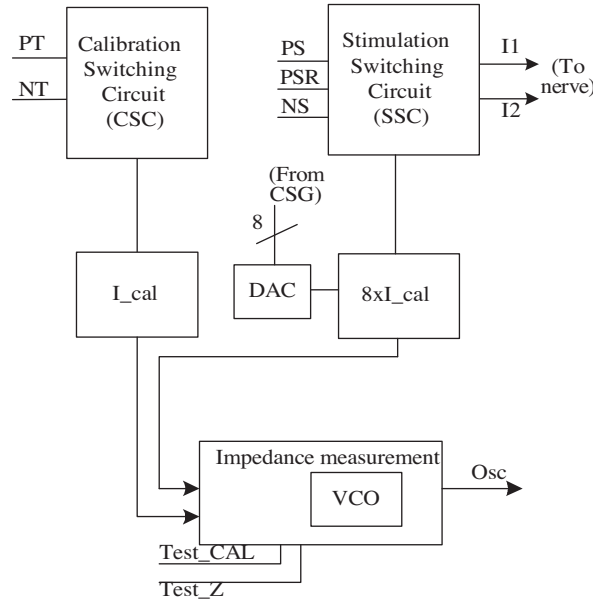 PT
NT
Calibration
Switching
Circuit
(CSC)
PS
PSR
NS
Stimulation
Switching
Circuit
(SSC)
I1
(To
nerve)
I2
(From
CSG)
8
I_cal
DAC
8xI_cal
Impedance measurement
VCO
Osc
Test_CAL
Test_Z